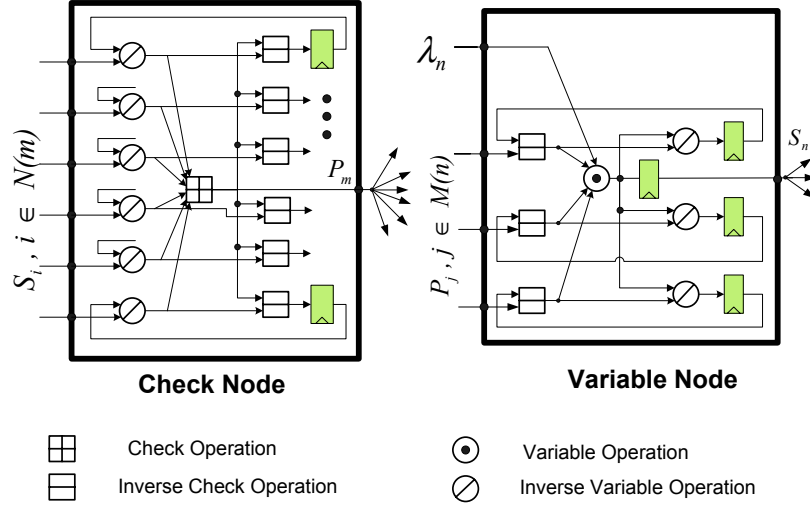 λn
Sn
Pm
Si , i ∈ N(m)
Pj , j ∈ M(n)
Check Node
Variable Node
Check Operation
Variable Operation
Inverse Check Operation
Inverse Variable Operation